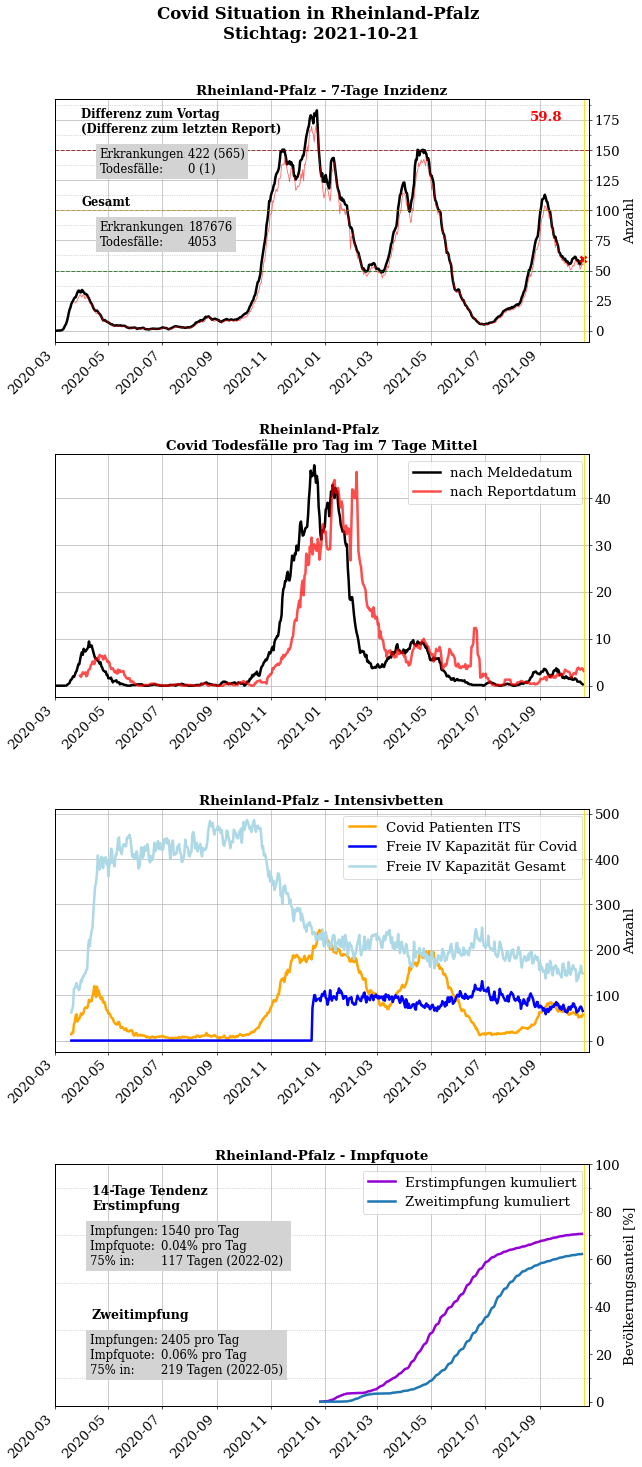 Covid Situation in Rheinland-Pfalz
Stichtag: 2021-10-21
Rheinland-Pfalz - 7-Tage Inzidenz
Differenz zum Vortag
(Differenz zum letzten Report)
Erkrankungen 422 (565)
Todesfälle: 0 (1)
Gesamt
Erkrankungen 187676
Todesfälle: 4053
59.8
175
150
125
100
75
50
25
0
Anzahl
2020-03
2020-05
2020-07
2020-09
2020-11
2021-01
2021-03
2021-05
2021-07
2021-09
Rheinland-Pfalz
Covid Todesfälle pro Tag im 7 Tage Mittel
nach Meldedatum
nach Reportdatum
40
30
20
10
0
2020-03
2020-05
2020-07
2020-09
2020-11
2021-01
2021-03
2021-05
2021-07
2021-09
Rheinland-Pfalz - Intensivbetten
Covid Patienten ITS
Freie IV Kapazität für Covid
Freie IV Kapazität Gesamt
500
400
300
200
100
0
Anzahl
2020-03
2020-05
2020-07
2020-09
2020-11
2021-01
2021-03
2021-05
2021-07
2021-09
Rheinland-Pfalz - Impfquote
14-Tage Tendenz
Erstimpfung
Impfungen: 1540 pro Tag
Impfquote: 0.04% pro Tag
75% in: 117 Tagen (2022-02)
Zweitimpfung
Impfungen: 2405 pro Tag
Impfquote: 0.06% pro Tag
75% in: 219 Tagen (2022-05)
Erstimpfungen kumuliert
Zweitimpfung kumuliert
100
80
60
40
20
0
Bevölkerungsanteil [%]
2020-03
2020-05
2020-07
2020-09
2020-11
2021-01
2021-03
2021-05
2021-07
2021-09